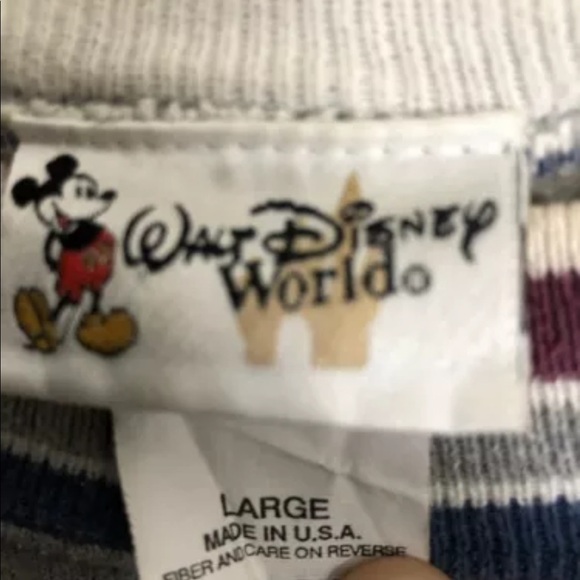 Walt Disney
World®
LARGE
MADE IN U.S.A.
FIBER AND CARE ON REVERSE